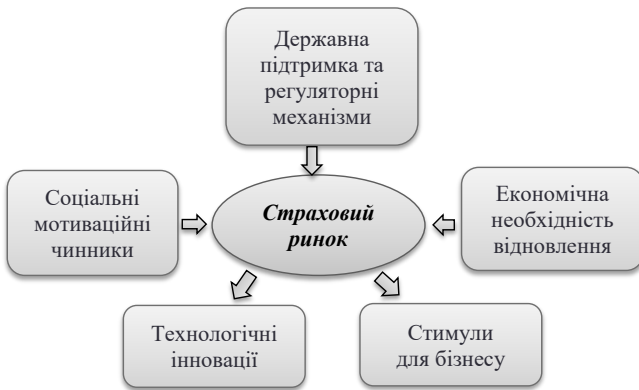 Державна
підтримка та
регуляторні
механізми
Соціальні
мотиваційні
чинники
Страховий
ринок
Економічна
необхідність
відновлення
Технологічні
інновації
Стимули
для бізнесу